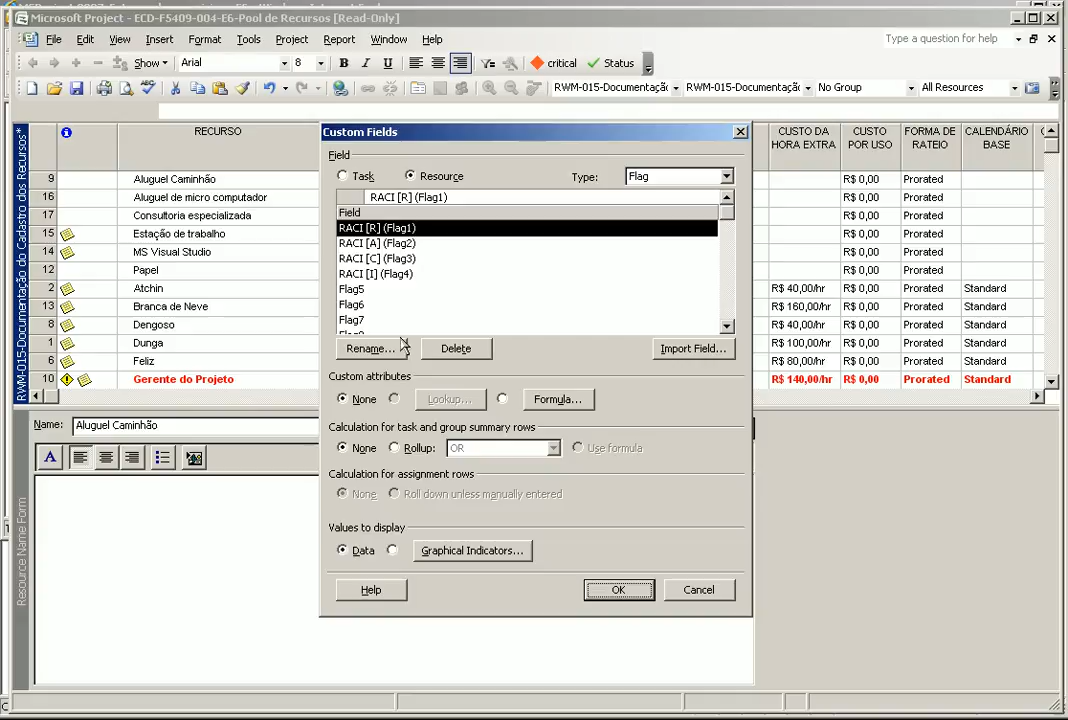 Microsoft Project - ECD-F5409-004-E6-Pool de Recursos [Read-Only]
File Edit View Insert Format Tools Project Report Window Help
Type a question for help
Show Arial 8 B I U critical Status
RWM-015-Documentação RWM-015-Documentação No Group All Resources
RECURSO CUSTO DA HORA EXTRA CUSTO POR USO FORMA DE RATEIO CALENDÁRIO BASE
RWM-015-Documentação do Cadastro dos Recursos*
9 Aluguel Caminhão R$ 0,00 Prorated
16 Aluguel de micro computador R$ 0,00 Prorated
17 Consultoria especializada R$ 0,00 Prorated
15 Estação de trabalho R$ 0,00 Prorated
14 MS Visual Studio R$ 0,00 Prorated
12 Papel R$ 0,00 Prorated
2 Atchin R$ 40,00/hr R$ 0,00 Prorated Standard
13 Branca de Neve R$ 160,00/hr R$ 0,00 Prorated Standard
8 Dengoso R$ 40,00/hr R$ 0,00 Prorated Standard
1 Dunga R$ 100,00/hr R$ 0,00 Prorated Standard
6 Feliz R$ 80,00/hr R$ 0,00 Prorated Standard
10 Gerente do Projeto R$ 140,00/hr R$ 0,00 Prorated Standard
Name: Aluguel Caminhão
A
Resource Name Form
Custom Fields
Field
Task Resource Type: Flag
RACI [R] (Flag1)
Field
RACI [R] (Flag1)
RACI [A] (Flag2)
RACI [C] (Flag3)
RACI [I] (Flag4)
Flag5
Flag6
Flag7
Rename... Delete Import Field...
Custom attributes
None Lookup... Formula...
Calculation for task and group summary rows
None Rollup: OR Use formula
Calculation for assignment rows
None Roll down unless manually entered
Values to display
Data Graphical Indicators...
Help OK Cancel